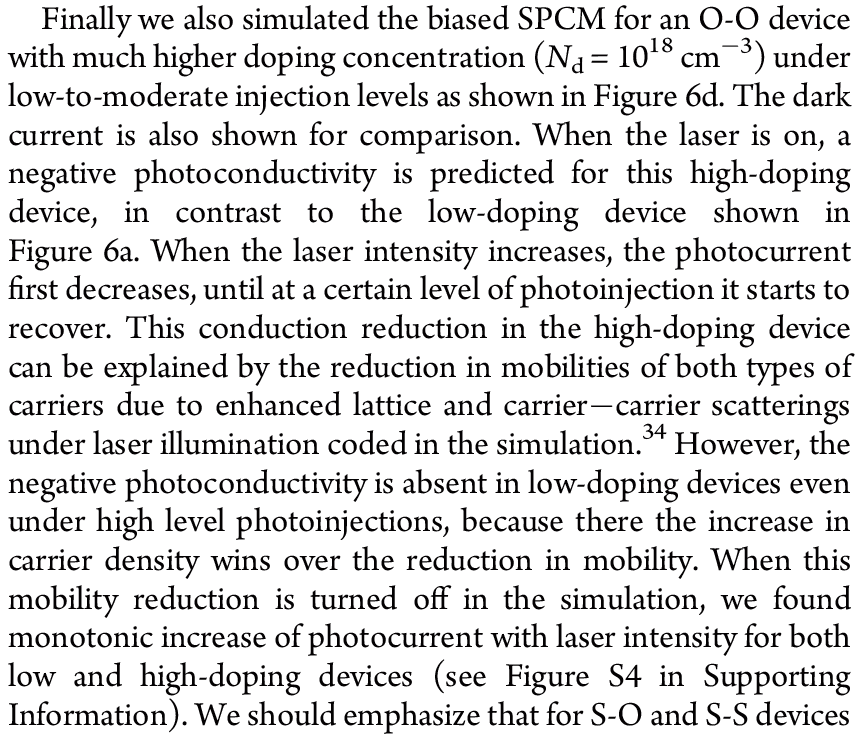 Finally we also simulated the biased SPCM for an O-O device
with much higher doping concentration (N_d = 10^18 cm^−3) under
low-to-moderate injection levels as shown in Figure 6d. The dark
current is also shown for comparison. When the laser is on, a
negative photoconductivity is predicted for this high-doping
device, in contrast to the low-doping device shown in
Figure 6a. When the laser intensity increases, the photocurrent
first decreases, until at a certain level of photoinjection it starts to
recover. This conduction reduction in the high-doping device
can be explained by the reduction in mobilities of both types of
carriers due to enhanced lattice and carrier−carrier scatterings
under laser illumination coded in the simulation.^34 However, the
negative photoconductivity is absent in low-doping devices even
under high level photoinjections, because there the increase in
carrier density wins over the reduction in mobility. When this
mobility reduction is turned off in the simulation, we found
monotonic increase of photocurrent with laser intensity for both
low and high-doping devices (see Figure S4 in Supporting
Information). We should emphasize that for S-O and S-S devices